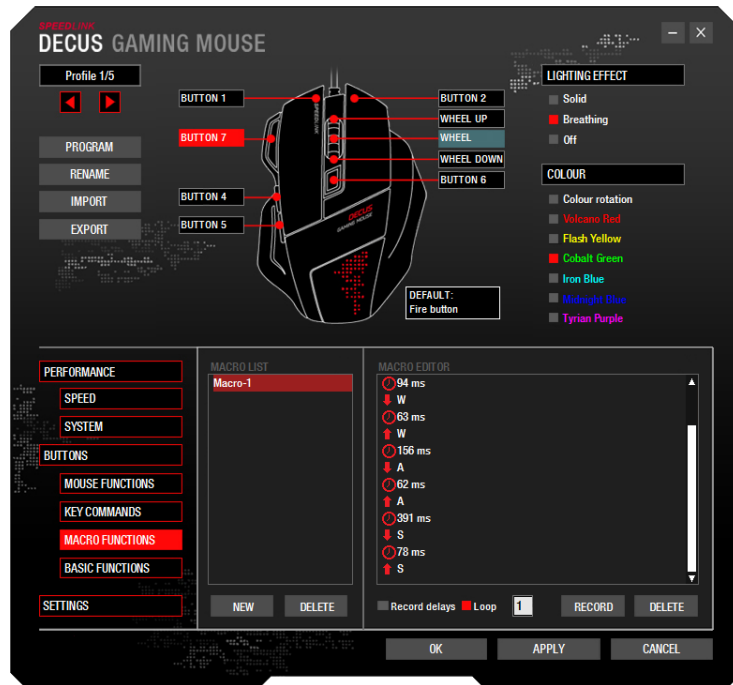 SPEEDLINK
DECUS GAMING MOUSE
Profile 1/5
PROGRAM
RENAME
IMPORT
EXPORT
BUTTON 1
BUTTON 7
BUTTON 4
BUTTON 5
BUTTON 2
WHEEL UP
WHEEL
WHEEL DOWN
BUTTON 6
SPEEDLINK
DECUS
GAMING MOUSE
DEFAULT:
Fire button
LIGHTING EFFECT
Solid
Breathing
Off
COLOUR
Colour rotation
Volcano Red
Flash Yellow
Cobalt Green
Iron Blue
Midnight Blue
Tyrian Purple
PERFORMANCE
SPEED
SYSTEM
BUTTONS
MOUSE FUNCTIONS
KEY COMMANDS
MACRO FUNCTIONS
BASIC FUNCTIONS
SETTINGS
MACRO LIST
Macro-1
NEW DELETE
MACRO EDITOR
94 ms
W
63 ms
W
156 ms
A
62 ms
A
391 ms
S
78 ms
S
Record delays Loop 1 RECORD DELETE
OK APPLY CANCEL